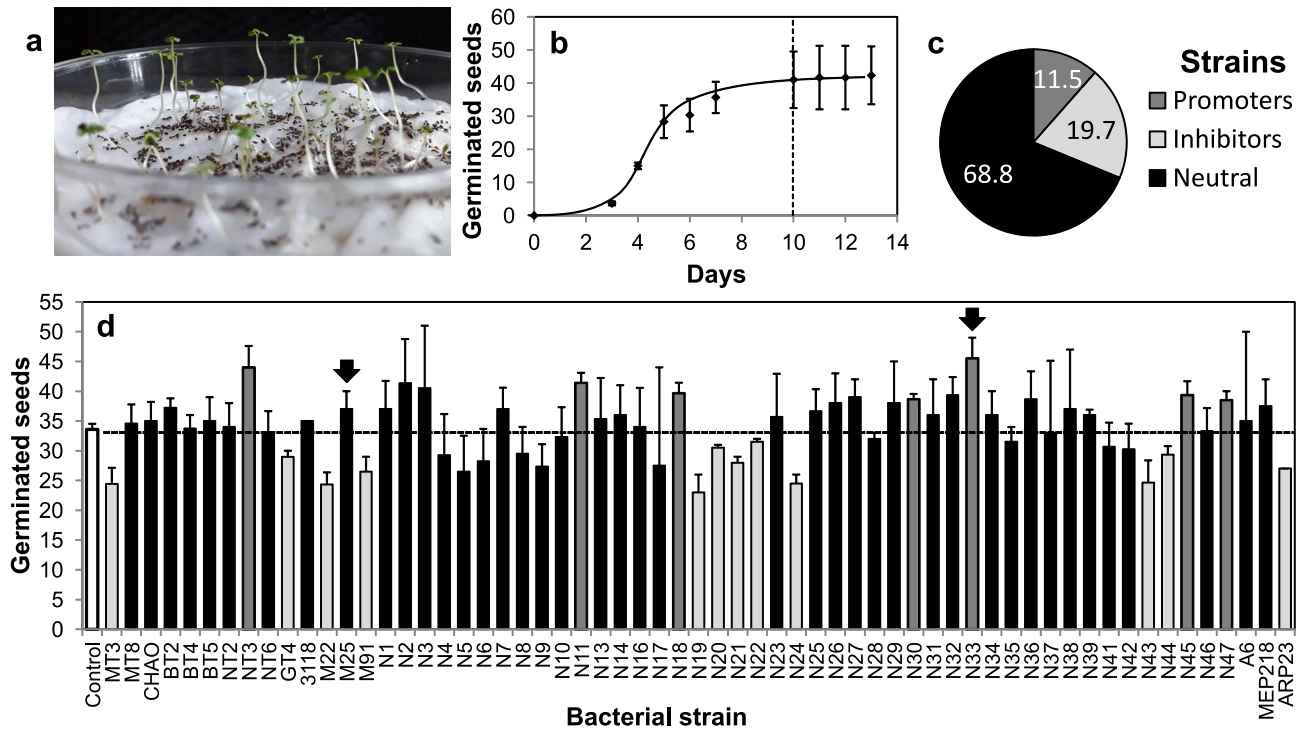 a
b
60
50
40
30
20
10
0
Germinated seeds
0 2 4 6 8 10 12 14
Days
c
11.5
19.7
68.8
Strains
Promoters
Inhibitors
Neutral
d
55
50
45
40
35
30
25
20
15
10
5
0
Germinated seeds
Control
MT3
MT8
CHAO
BT2
BT4
BT5
NT2
NT3
NT6
GT4
3118
M22
M25
M91
N1
N2
N3
N4
N5
N6
N7
N8
N9
N10
N11
N13
N14
N16
N17
N18
N19
N20
N21
N22
N23
N24
N25
N26
N27
N28
N29
N30
N31
N32
N33
N34
N35
N36
N37
N38
N39
N41
N42
N43
N44
N45
N46
N47
A6
MEP218
ARP23
Bacterial strain